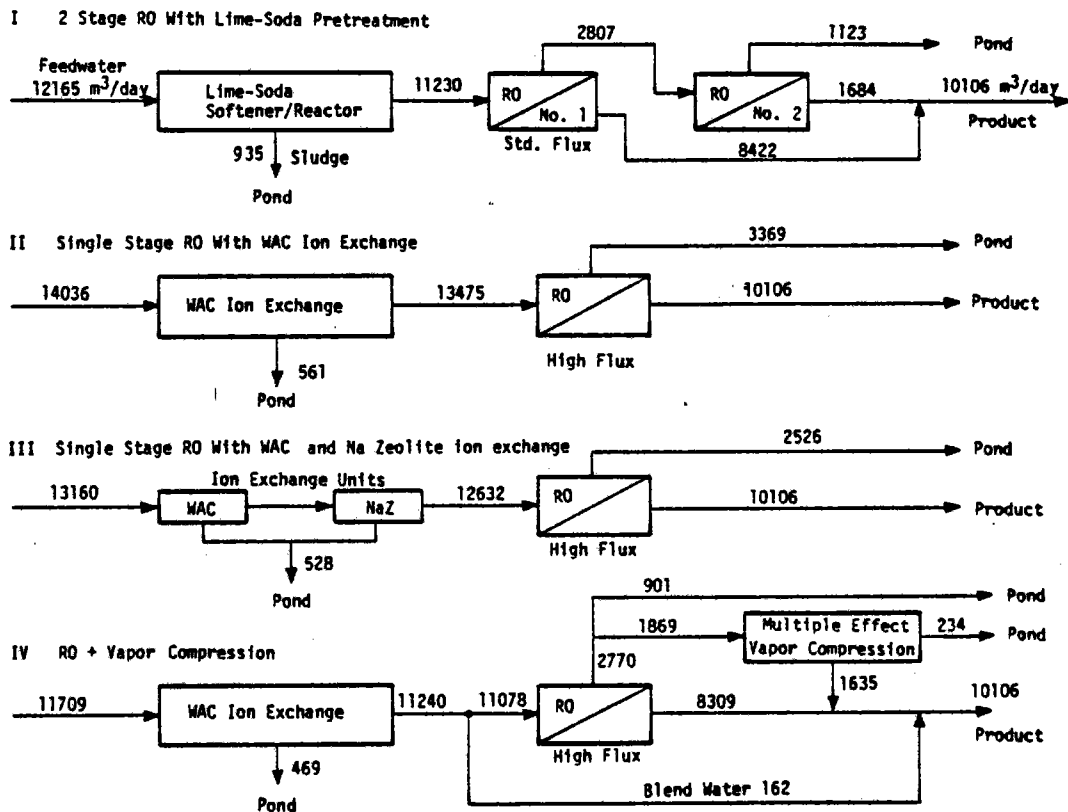 I 2 Stage RO With Lime-Soda Pretreatment
Feedwater
12165 m3/day
Lime-Soda
Softener/Reactor
935 Sludge
Pond
11230
RO
No. 1
Std. Flux
2807
8422
RO
No. 2
1123
Pond
1684
10106 m3/day
Product
II Single Stage RO With WAC Ion Exchange
14036
WAC Ion Exchange
561
Pond
13475
RO
High Flux
3369
Pond
10106
Product
III Single Stage RO With WAC and Na Zeolite ion exchange
Ion Exchange Units
13160
WAC
NaZ
528
Pond
12632
RO
High Flux
2526
Pond
10106
Product
IV RO + Vapor Compression
11709
WAC Ion Exchange
469
Pond
11240
11078
RO
High Flux
901
Pond
1869
2770
Multiple Effect
Vapor Compression
234
Pond
1635
8309
10106
Product
Blend Water 162